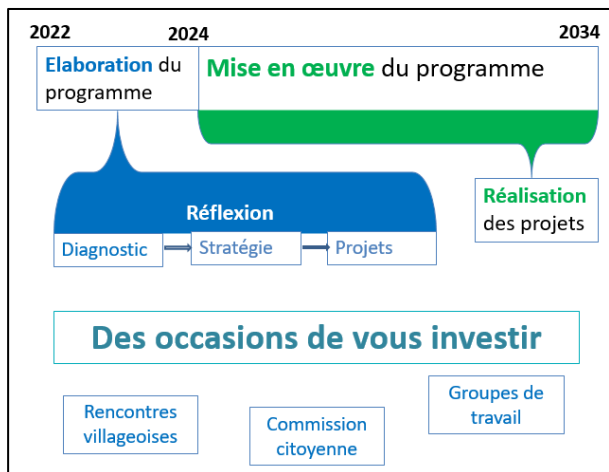 2022
2024
2034
Elaboration du
programme
Mise en œuvre du programme
Réflexion
Diagnostic
Stratégie
Projets
Réalisation
des projets
Des occasions de vous investir
Rencontres
villageoises
Commission
citoyenne
Groupes de
travail